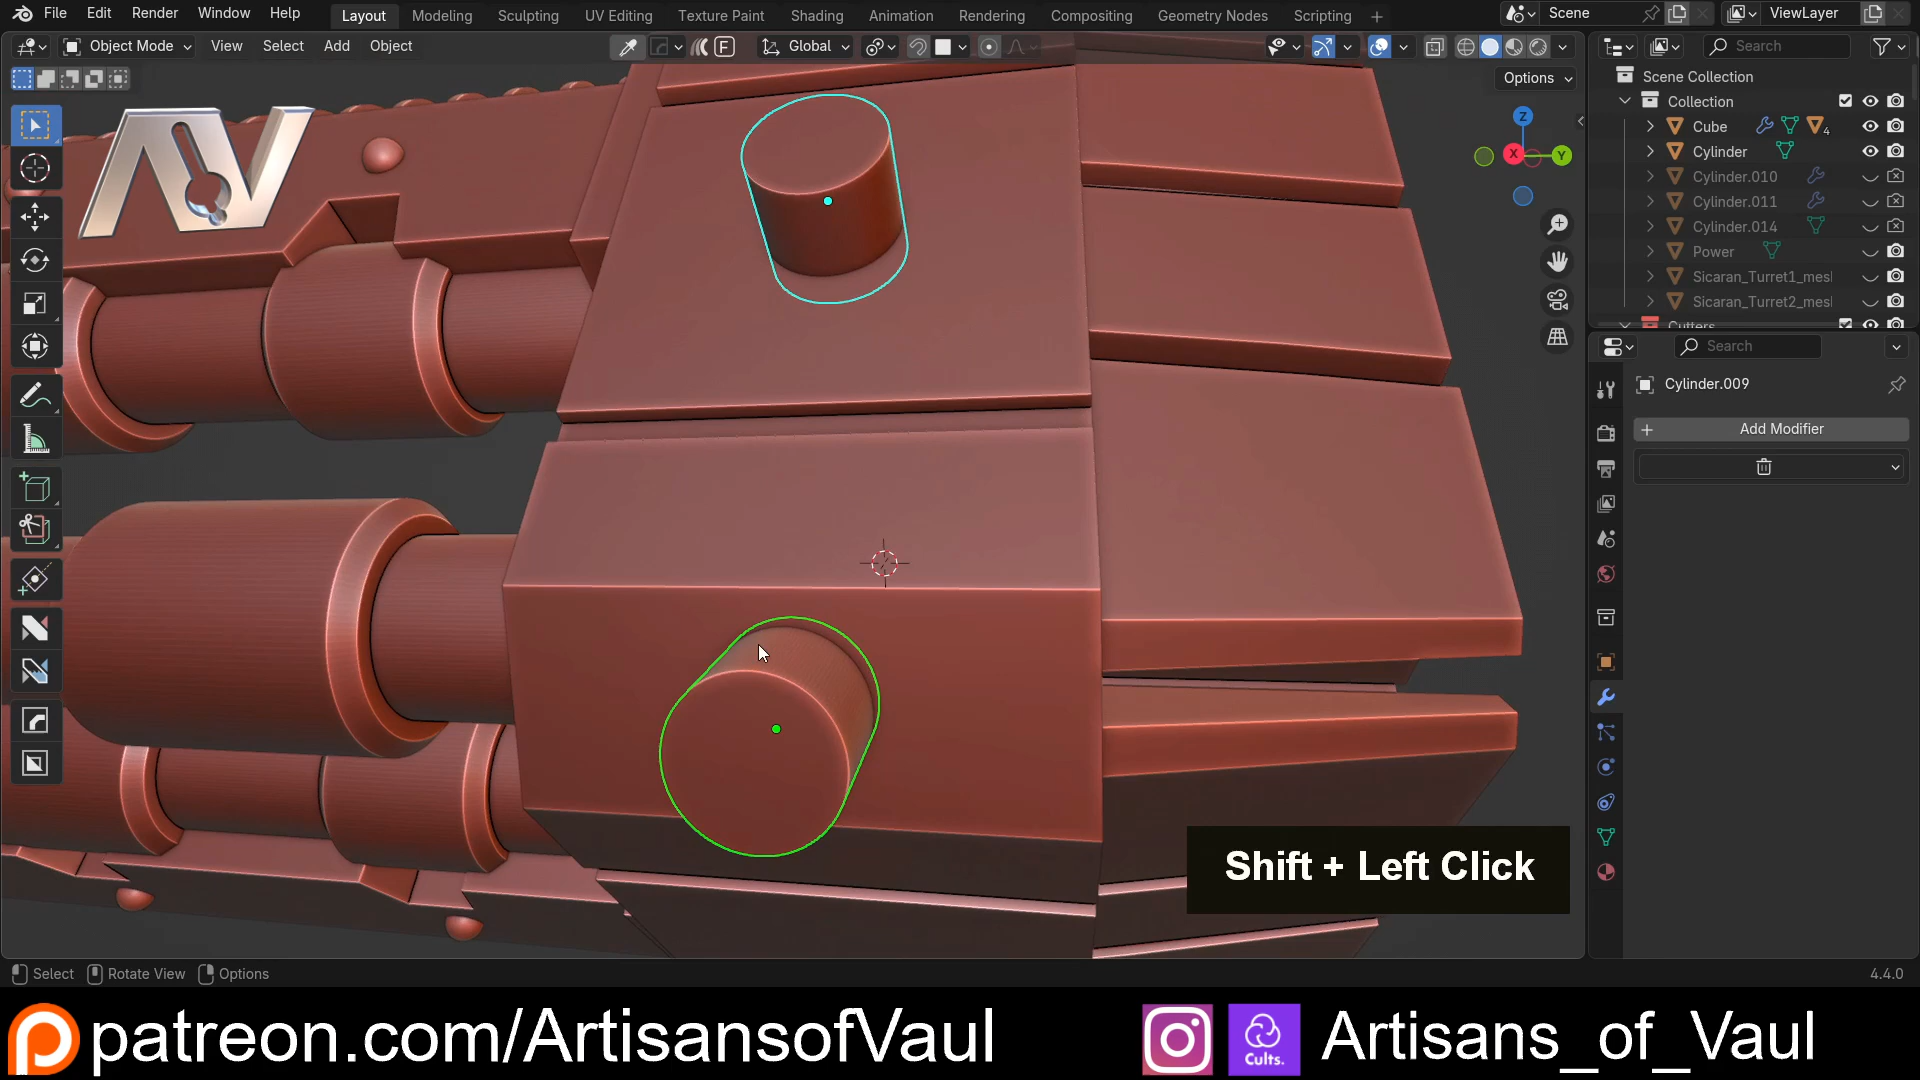 File Edit Render Window Help Layout Modeling Sculpting UV Editing Texture Paint Shading Animation Rendering Compositing Geometry Nodes Scripting + Scene ViewLayer
Object Mode View Select Add Object F Global Search
Options
Scene Collection
Collection
Cube 4
Cylinder
Cylinder.010
Cylinder.011
Cylinder.014
Power
Sicaran_Turret1_mes
Sicaran_Turret2_mes
Z
X
Y
Search
Cylinder.009
+ Add Modifier
Shift + Left Click
Select Rotate View Options 4.4.0
patreon.com/ArtisansofVaul Cults. Artisans_of_Vaul